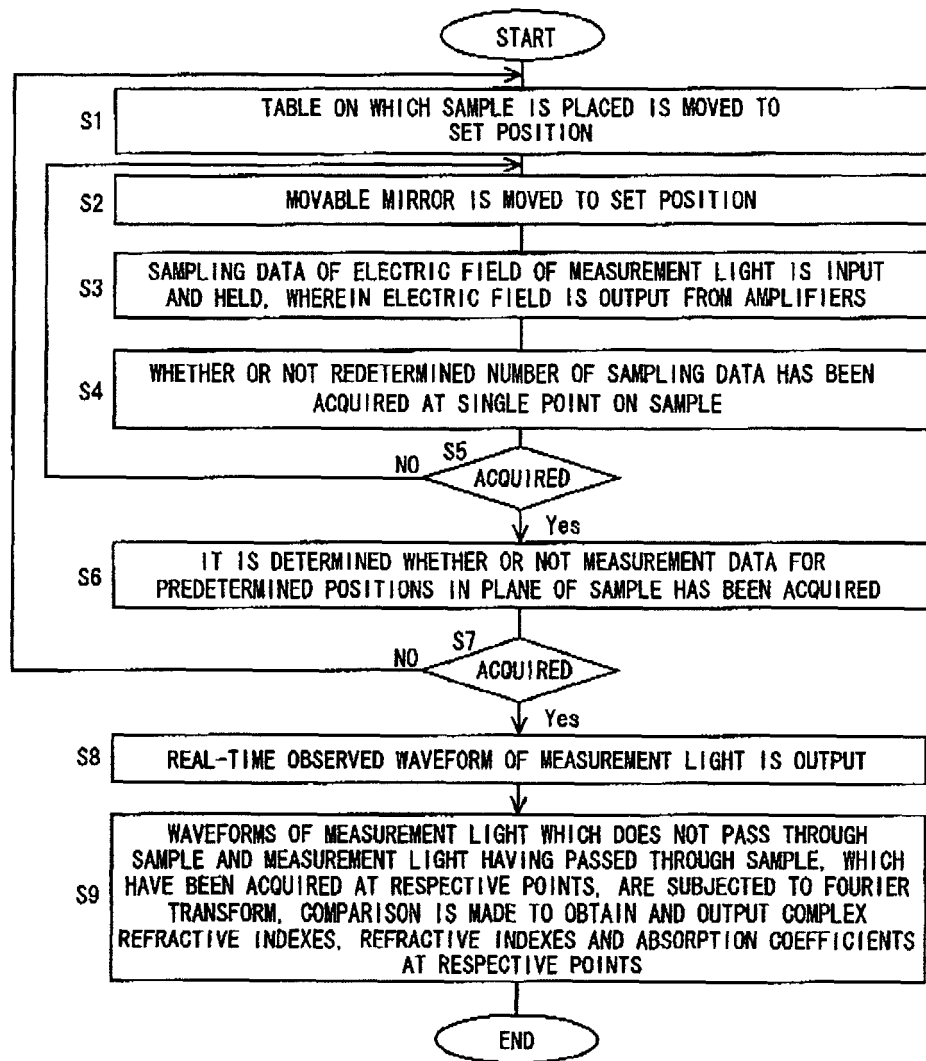 START
S1
TABLE ON WHICH SAMPLE IS PLACED IS MOVED TO
SET POSITION
S2
MOVABLE MIRROR IS MOVED TO SET POSITION
S3
SAMPLING DATA OF ELECTRIC FIELD OF MEASUREMENT LIGHT IS INPUT
AND HELD, WHEREIN ELECTRIC FIELD IS OUTPUT FROM AMPLIFIERS
S4
WHETHER OR NOT REDETERMINED NUMBER OF SAMPLING DATA HAS BEEN
ACQUIRED AT SINGLE POINT ON SAMPLE
S5
NO
ACQUIRED
Yes
S6
IT IS DETERMINED WHETHER OR NOT MEASUREMENT DATA FOR
PREDETERMINED POSITIONS IN PLANE OF SAMPLE HAS BEEN ACQUIRED
S7
NO
ACQUIRED
Yes
S8
REAL-TIME OBSERVED WAVEFORM OF MEASUREMENT LIGHT IS OUTPUT
S9
WAVEFORMS OF MEASUREMENT LIGHT WHICH DOES NOT PASS THROUGH
SAMPLE AND MEASUREMENT LIGHT HAVING PASSED THROUGH SAMPLE, WHICH
HAVE BEEN ACQUIRED AT RESPECTIVE POINTS, ARE SUBJECTED TO FOURIER
TRANSFORM, COMPARISON IS MADE TO OBTAIN AND OUTPUT COMPLEX
REFRACTIVE INDEXES, REFRACTIVE INDEXES AND ABSORPTION COEFFICIENTS
AT RESPECTIVE POINTS
END